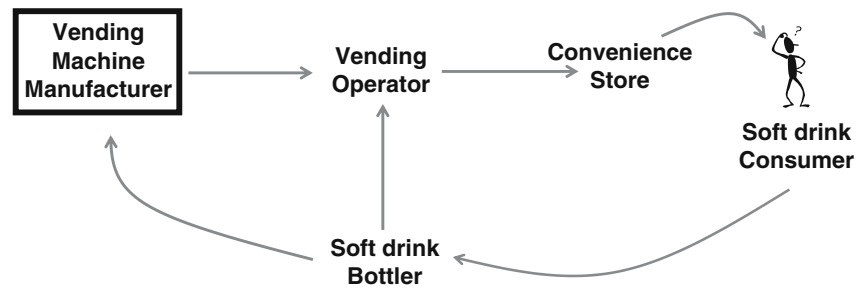 Vending
Machine
Manufacturer
Vending
Operator
Convenience
Store
?
Soft drink
Consumer
Soft drink
Bottler